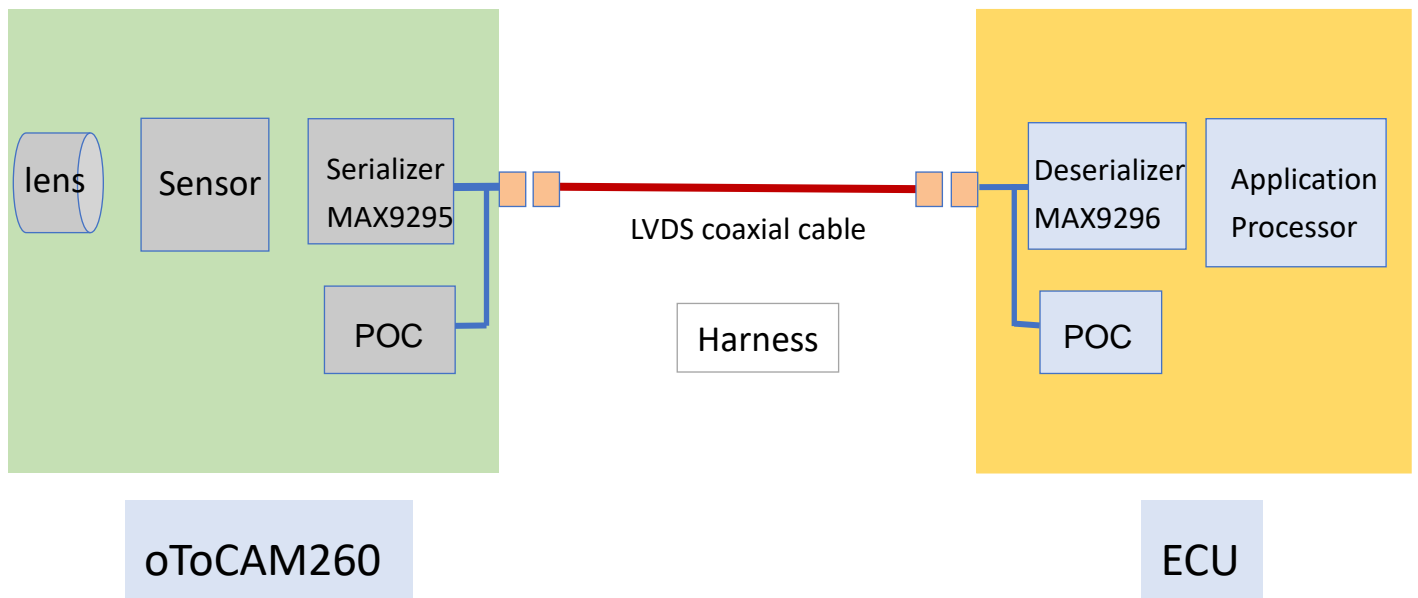 lens
Sensor
Serializer
MAX9295
POC
LVDS coaxial cable
Harness
Deserializer
MAX9296
Application
Processor
POC
oToCAM260
ECU